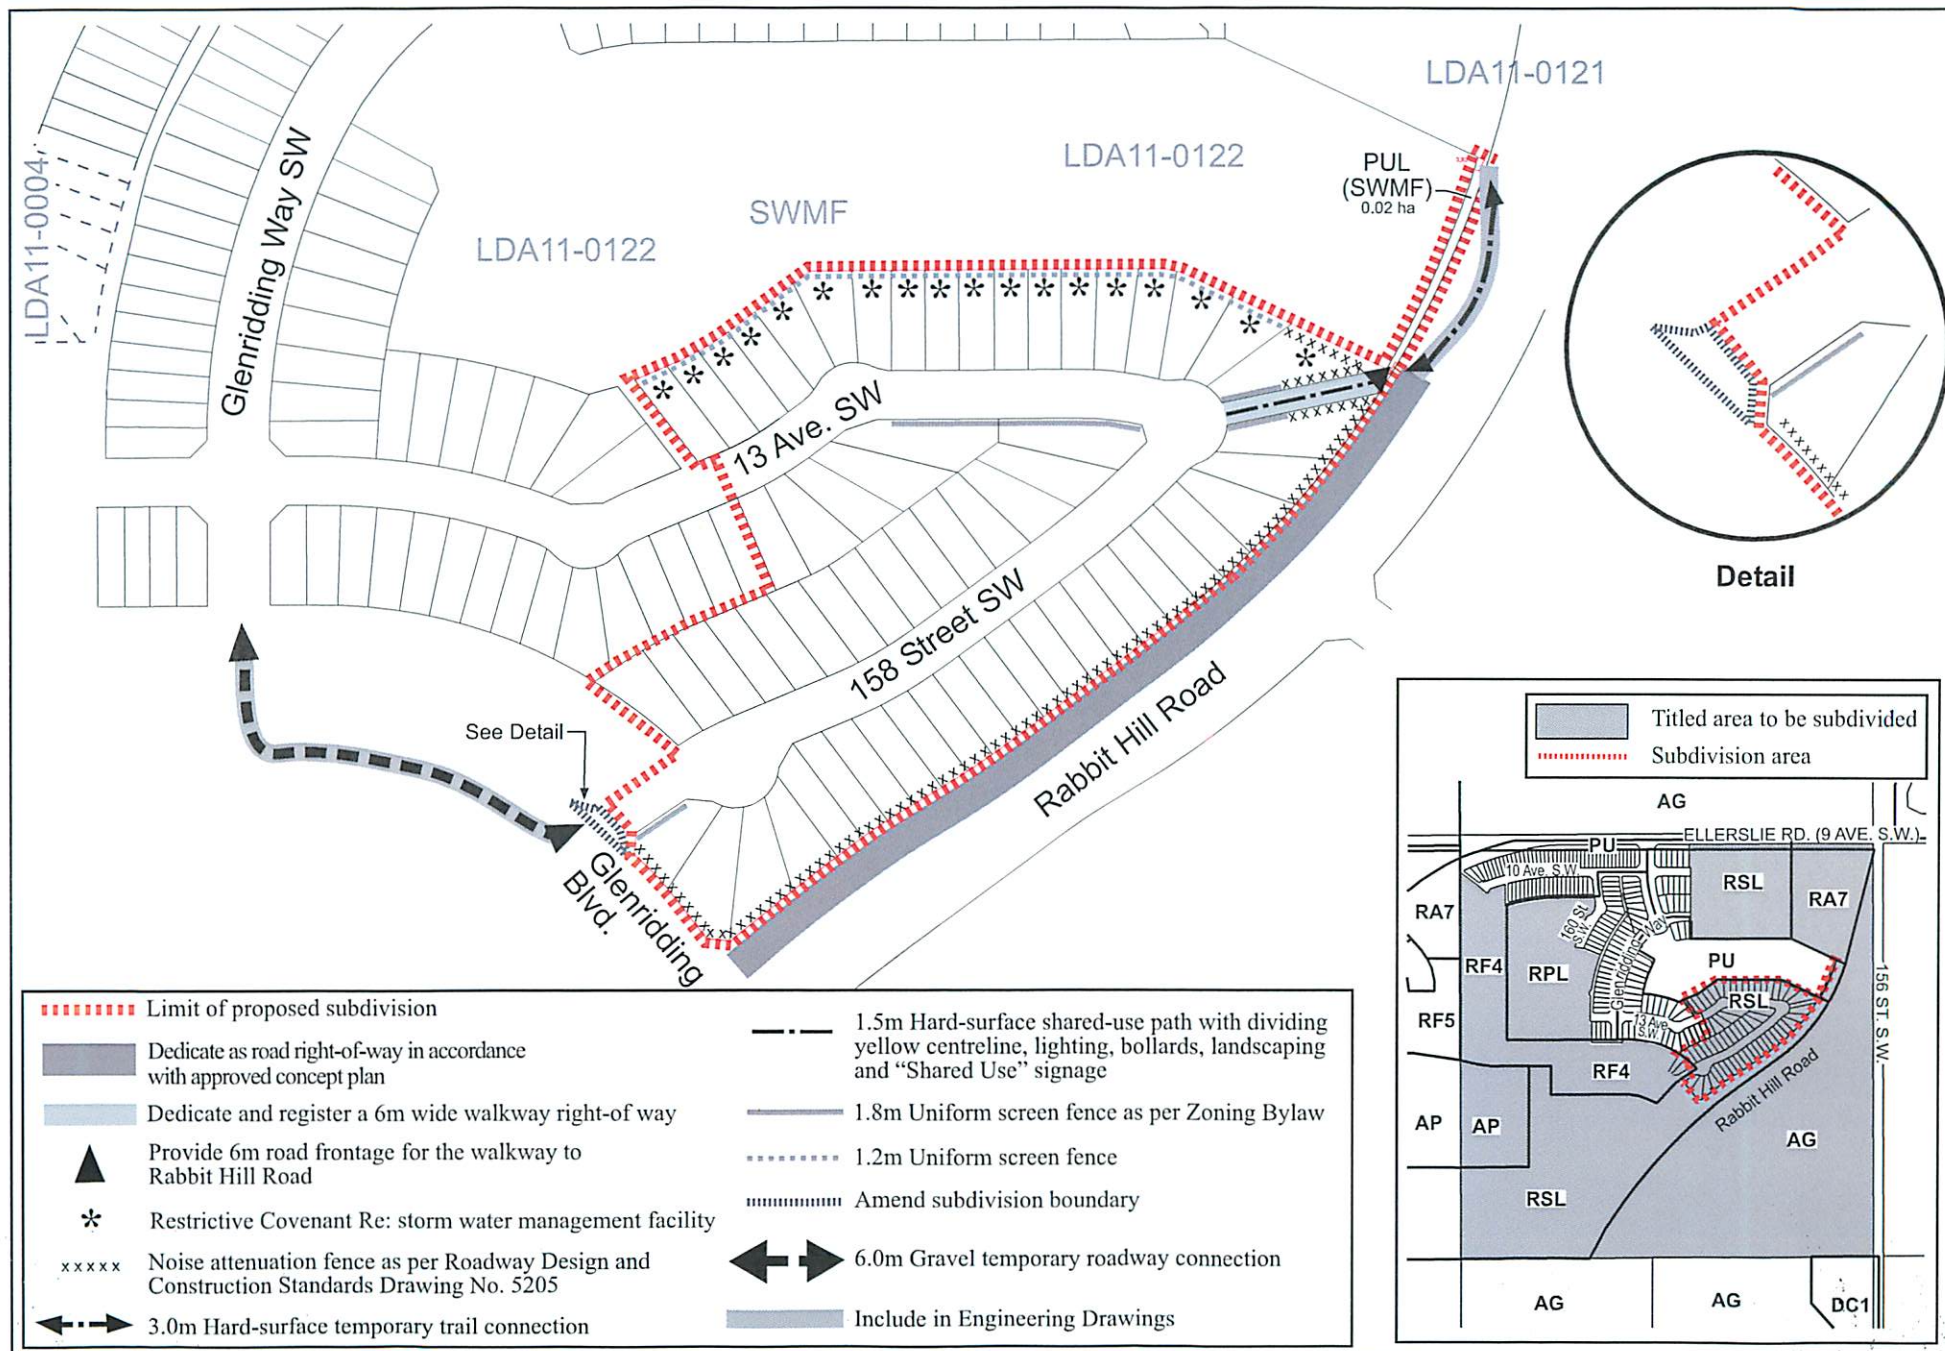 LDA11-0121
LDA11-0122
PUL
(SWMF)
0.02 ha
SWMF
LDA11-0122
LDA11-0004
Glenridding Way SW
13 Ave. SW
158 Street SW
Rabbit Hill Road
See Detail
Glenridding
Blvd.
Detail
Limit of proposed subdivision
Dedicate as road right-of-way in accordance
with approved concept plan
Dedicate and register a 6m wide walkway right-of way
Provide 6m road frontage for the walkway to
Rabbit Hill Road
Restrictive Covenant Re: storm water management facility
Noise attenuation fence as per Roadway Design and
Construction Standards Drawing No. 5205
3.0m Hard-surface temporary trail connection
1.5m Hard-surface shared-use path with dividing
yellow centreline, lighting, bollards, landscaping
and “Shared Use” signage
1.8m Uniform screen fence as per Zoning Bylaw
1.2m Uniform screen fence
Amend subdivision boundary
6.0m Gravel temporary roadway connection
Include in Engineering Drawings
Titled area to be subdivided
Subdivision area
AG
ELLERSLIE RD. (9 AVE. S.W.)
PU
10 Ave. S.W.
RSL
RA7
RA7
160 St
S.W.
Glenridding Way
RF4
RPL
PU
156 ST. S.W.
RSL
RF5
13 Ave
S.W.
RF4
Rabbit Hill Road
AP
AP
AG
RSL
AG
AG
DC1